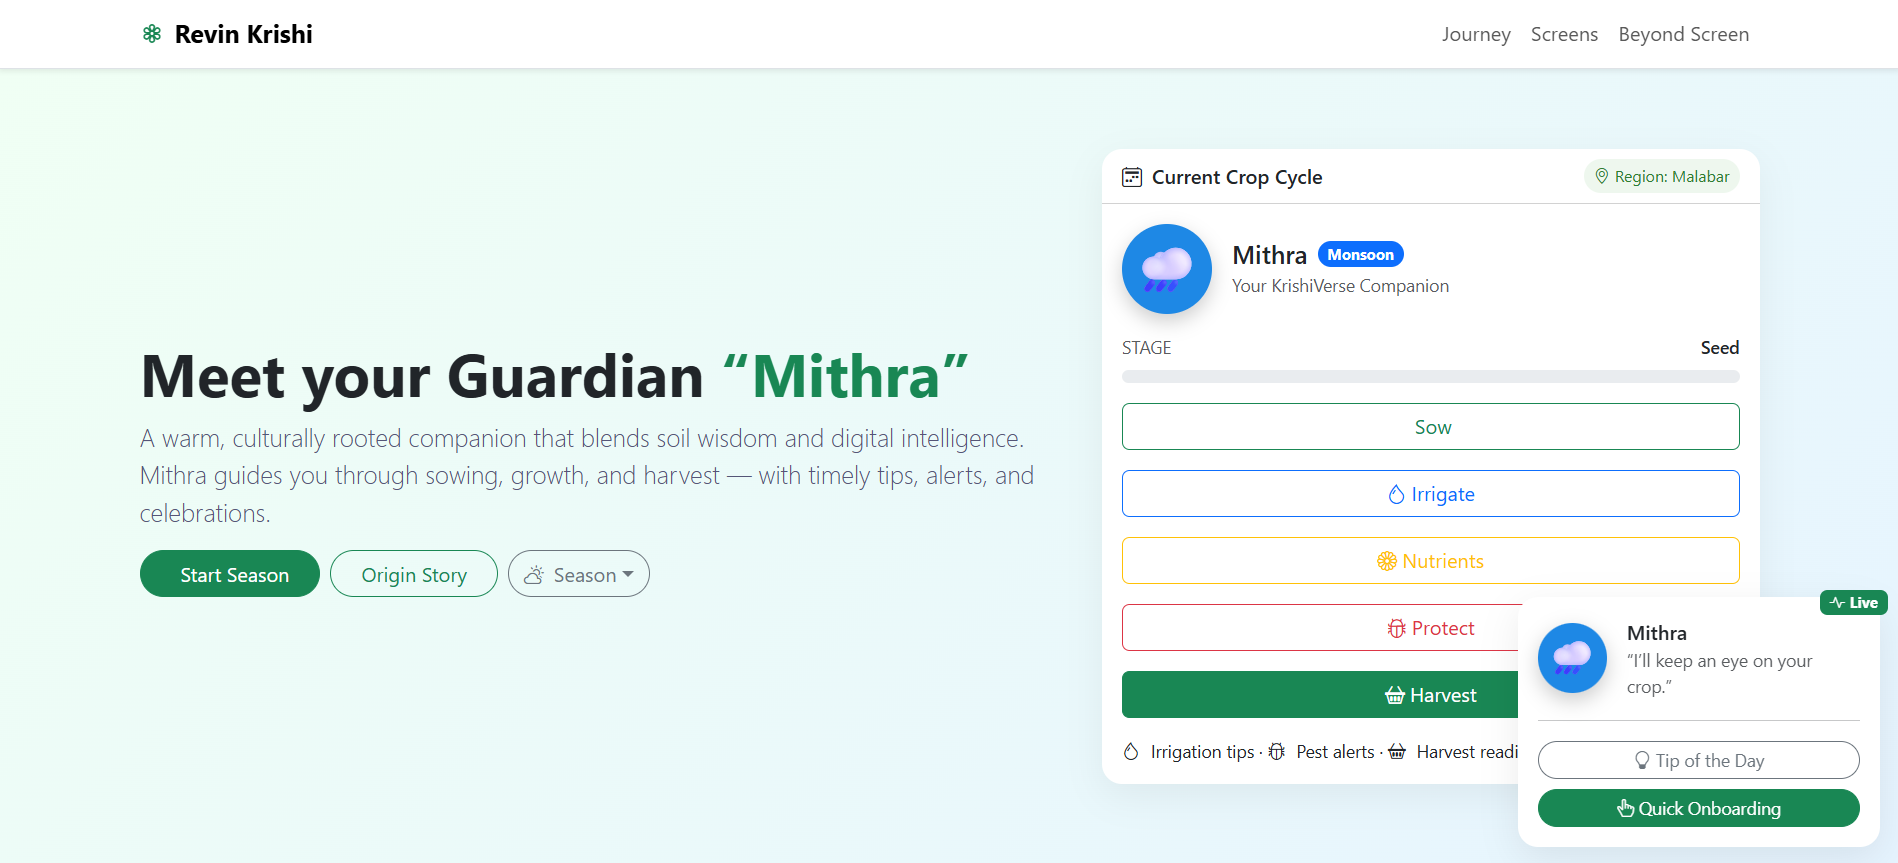 Revin Krishi
Journey Screens Beyond Screen
Meet your Guardian “Mithra”
A warm, culturally rooted companion that blends soil wisdom and digital intelligence.
Mithra guides you through sowing, growth, and harvest — with timely tips, alerts, and
celebrations.
Start Season Origin Story Season
Current Crop Cycle Region: Malabar
Mithra Monsoon
Your KrishiVerse Companion
STAGE Seed
Sow
Irrigate
Nutrients
Protect
Harvest
Irrigation tips · Pest alerts · Harvest readi
Live
Mithra
“I’ll keep an eye on your
crop.”
Tip of the Day
Quick Onboarding